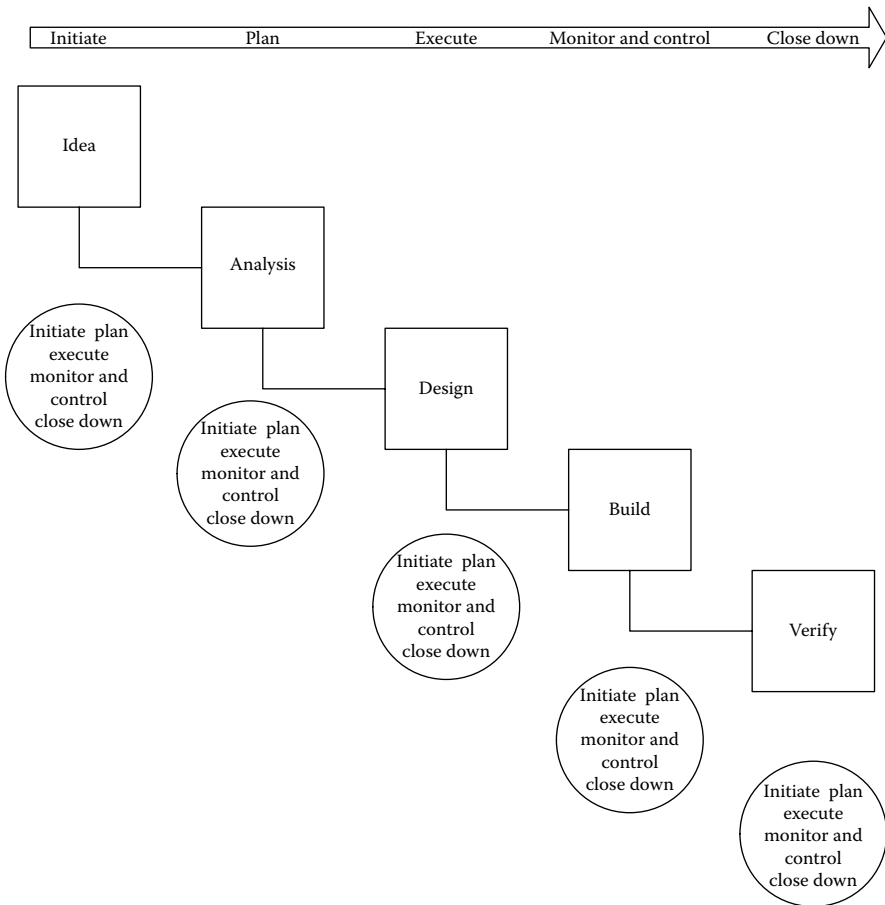 Initiate Plan Execute Monitor and control Close down
Idea
Analysis
Initiate plan
execute
monitor and
control
close down
Design
Initiate plan
execute
monitor and
control
close down
Build
Initiate plan
execute
monitor and
control
close down
Verify
Initiate plan
execute
monitor and
control
close down
Initiate plan
execute
monitor and
control
close down